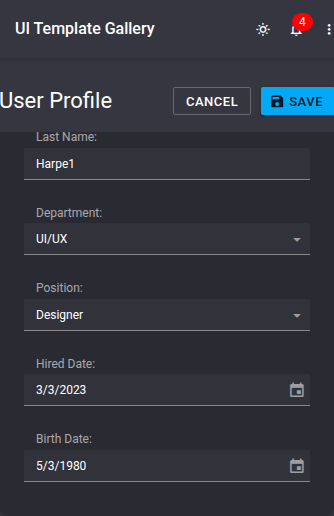 UI Template Gallery
4
User Profile
CANCEL
SAVE
Last Name:
Harpe1
Department:
UI/UX
Position:
Designer
Hired Date:
3/3/2023
Birth Date:
5/3/1980